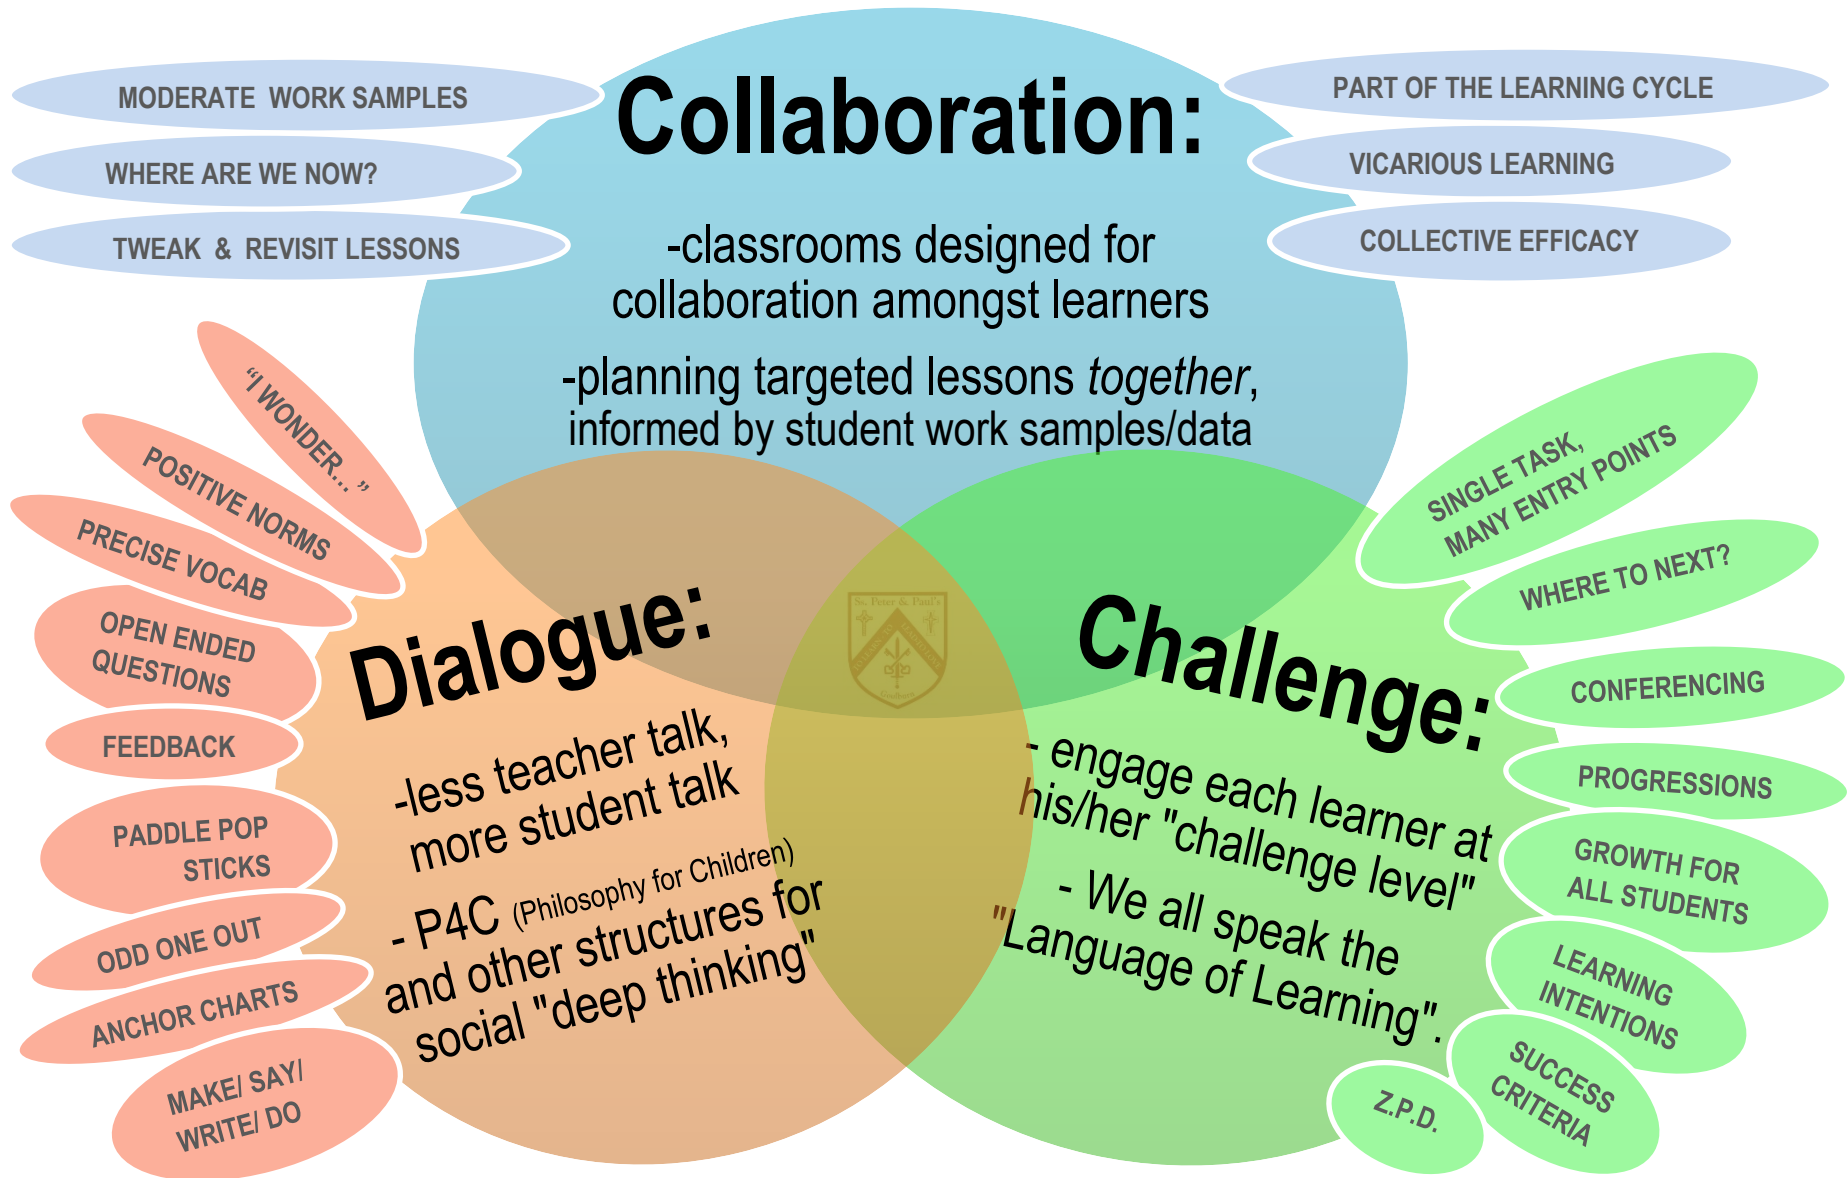 Collaboration:
-classrooms designed for
collaboration amongst learners
-planning targeted lessons together,
informed by student work samples/data
MODERATE WORK SAMPLES
WHERE ARE WE NOW?
TWEAK & REVISIT LESSONS
PART OF THE LEARNING CYCLE
VICARIOUS LEARNING
COLLECTIVE EFFICACY
Dialogue:
-less teacher talk,
more student talk
- P4C (Philosophy for Children)
and other structures for
social "deep thinking"
“I WONDER... ”
POSITIVE NORMS
PRECISE VOCAB
OPEN ENDED
QUESTIONS
FEEDBACK
PADDLE POP
STICKS
ODD ONE OUT
ANCHOR CHARTS
MAKE/ SAY/
WRITE/ DO
Ss. Peter & Paul's
Challenge:
- engage each learner at
his/her "challenge level"
- We all speak the
"Language of Learning".
SINGLE TASK,
MANY ENTRY POINTS
WHERE TO NEXT?
CONFERENCING
PROGRESSIONS
GROWTH FOR
ALL STUDENTS
LEARNING
INTENTIONS
SUCCESS
CRITERIA
Z.P.D.